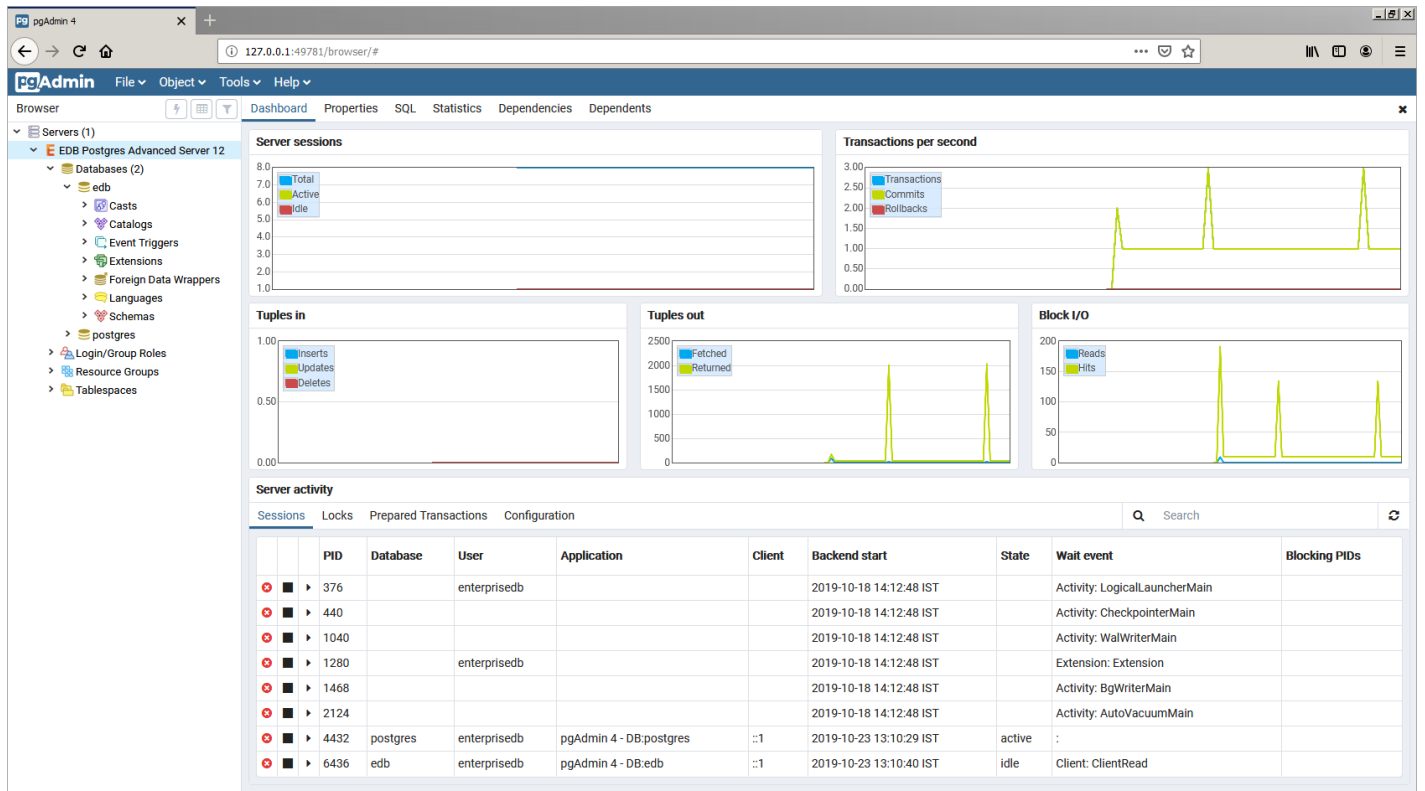 pgAdmin 4
127.0.0.1:49781/browser/#
pgAdmin File Object Tools Help
Browser
Dashboard Properties SQL Statistics Dependencies Dependents
Servers (1)
EDB Postgres Advanced Server 12
Databases (2)
edb
Casts
Catalogs
Event Triggers
Extensions
Foreign Data Wrappers
Languages
Schemas
postgres
Login/Group Roles
Resource Groups
Tablespaces
Server sessions
8.0
7.0
6.0
5.0
4.0
3.0
2.0
1.0
Total
Active
Idle
Transactions per second
3.00
2.50
2.00
1.50
1.00
0.50
0.00
Transactions
Commits
Rollbacks
Tuples in
1.00
0.50
0.00
Inserts
Updates
Deletes
Tuples out
2500
2000
1500
1000
500
0
Fetched
Returned
Block I/O
200
150
100
50
0
Reads
Hits
Server activity
Sessions Locks Prepared Transactions Configuration Search
PID Database User Application Client Backend start State Wait event Blocking PIDs
376 enterprisedb 2019-10-18 14:12:48 IST Activity: LogicalLauncherMain
440 2019-10-18 14:12:48 IST Activity: CheckpointerMain
1040 2019-10-18 14:12:48 IST Activity: WalWriterMain
1280 enterprisedb 2019-10-18 14:12:48 IST Extension: Extension
1468 2019-10-18 14:12:48 IST Activity: BgWriterMain
2124 2019-10-18 14:12:48 IST Activity: AutoVacuumMain
4432 postgres enterprisedb pgAdmin 4 - DB:postgres ::1 2019-10-23 13:10:29 IST active :
6436 edb enterprisedb pgAdmin 4 - DB:edb ::1 2019-10-23 13:10:40 IST idle Client: ClientRead